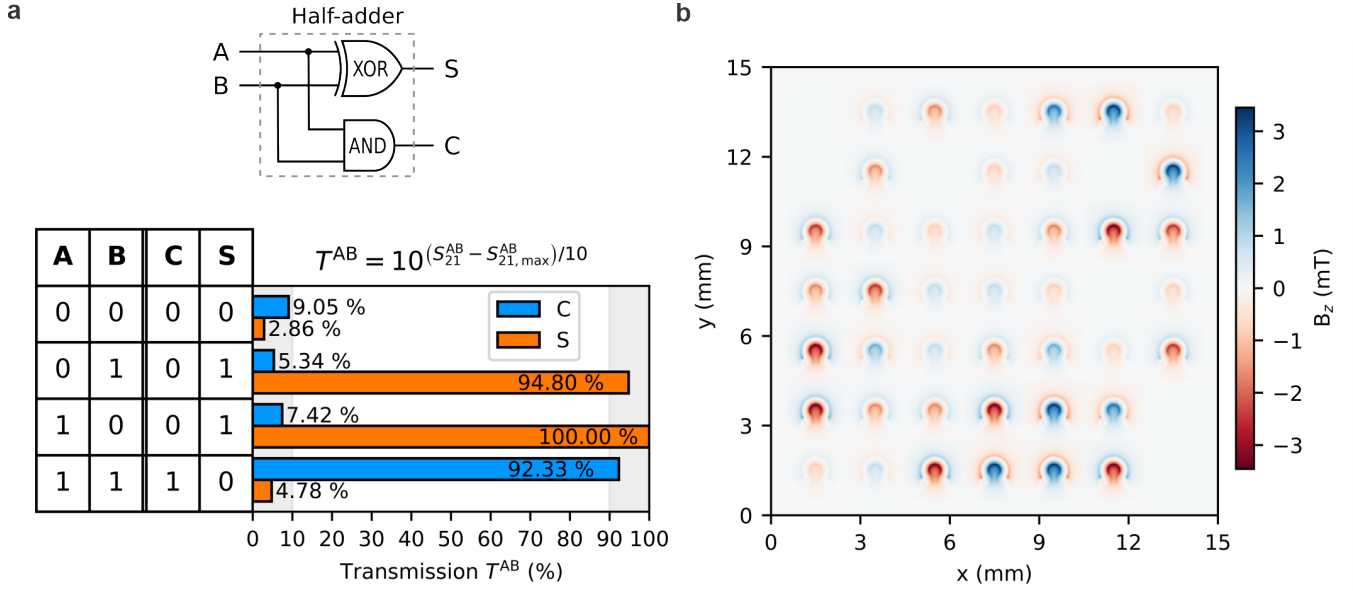 a
Half-adder
A
B
XOR
S
AND
C
A B C S
0 0 0 0
0 1 0 1
1 0 0 1
1 1 1 0
T^AB = 10^(S_21^AB − S_21, max^AB)/10
C
S
9.05 %
2.86 %
5.34 %
94.80 %
7.42 %
100.00 %
92.33 %
4.78 %
0 10 20 30 40 50 60 70 80 90 100
Transmission T^AB (%)
b
15
12
9
6
3
0
y (mm)
0 3 6 9 12 15
x (mm)
3
2
1
0
−1
−2
−3
B_z (mT)